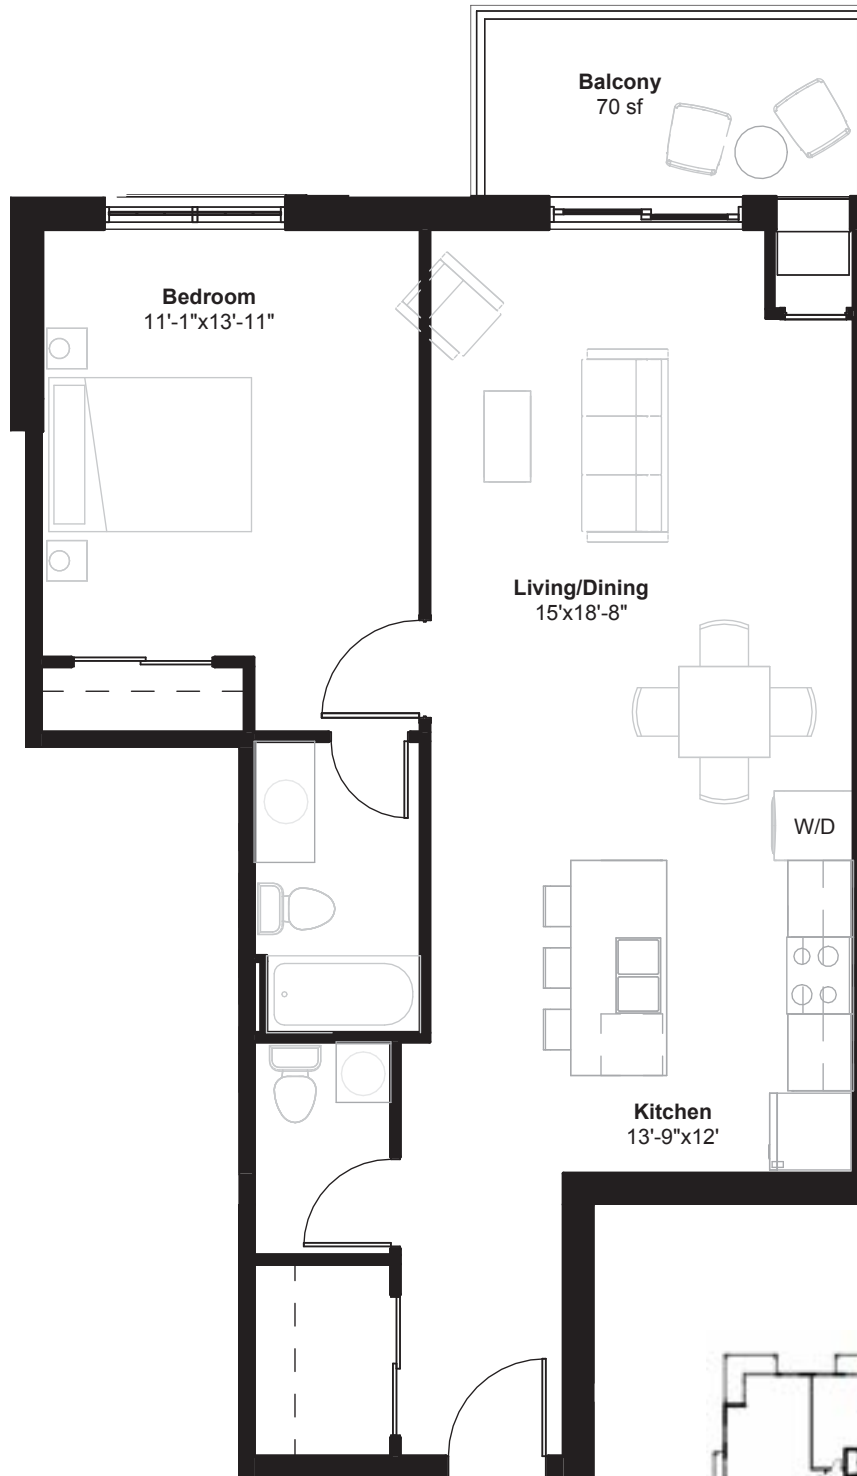 Balcony
70 sf
Bedroom
11'-1"x13'-11"
Living/Dining
15'x18'-8"
W/D
Kitchen
13'-9"x12'